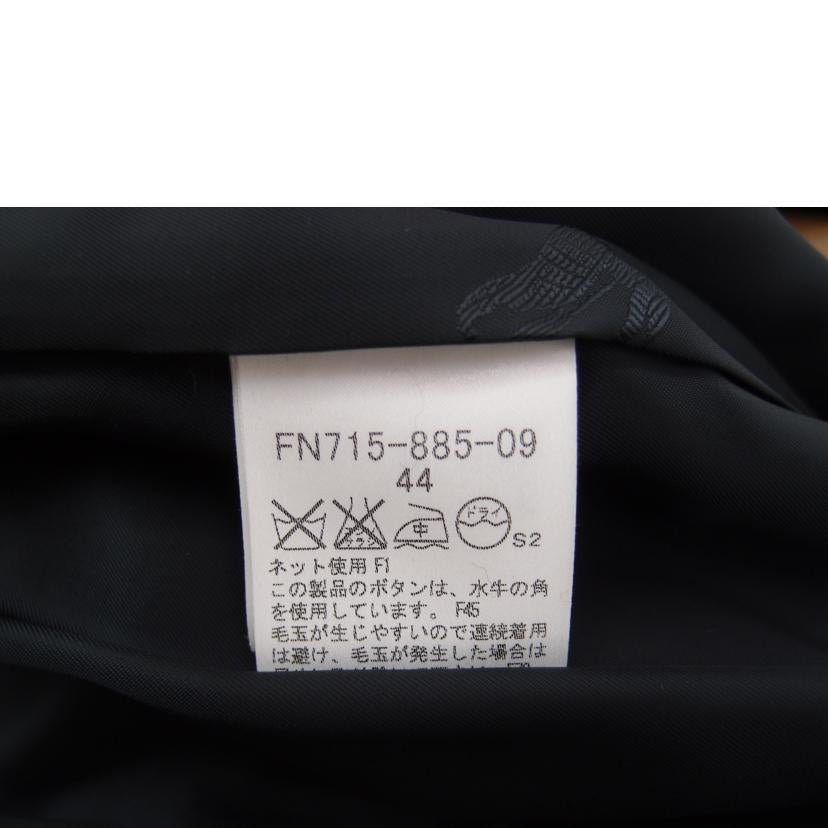 FN715-885-09
44
中 ドライ S2
ネット使用 F1
この製品のボタンは、水牛の角
を使用しています。 F45
毛玉が生じやすいので連続着用
は避け、毛玉が発生した場合は